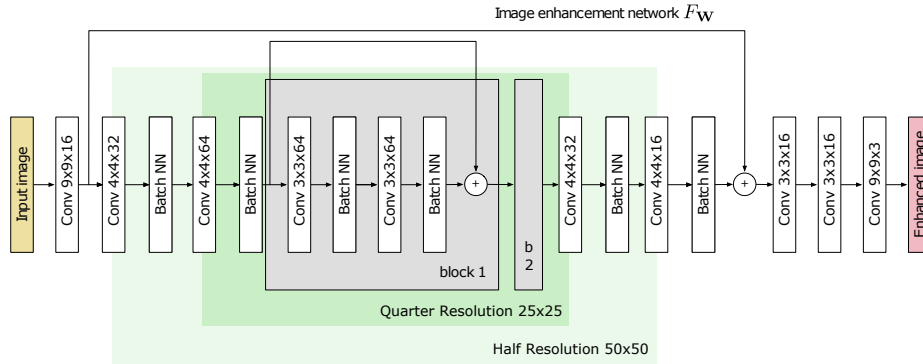 Image enhancement network F_W
Input image
Conv 9x9x16
Conv 4x4x32
Batch NN
Conv 4x4x64
Batch NN
Conv 3x3x64
Batch NN
Conv 3x3x64
Batch NN
+
b
2
Conv 4x4x32
Batch NN
Conv 4x4x16
Batch NN
+
Conv 3x3x16
Conv 3x3x16
Conv 9x9x3
Enhanced image
block 1
Quarter Resolution 25x25
Half Resolution 50x50